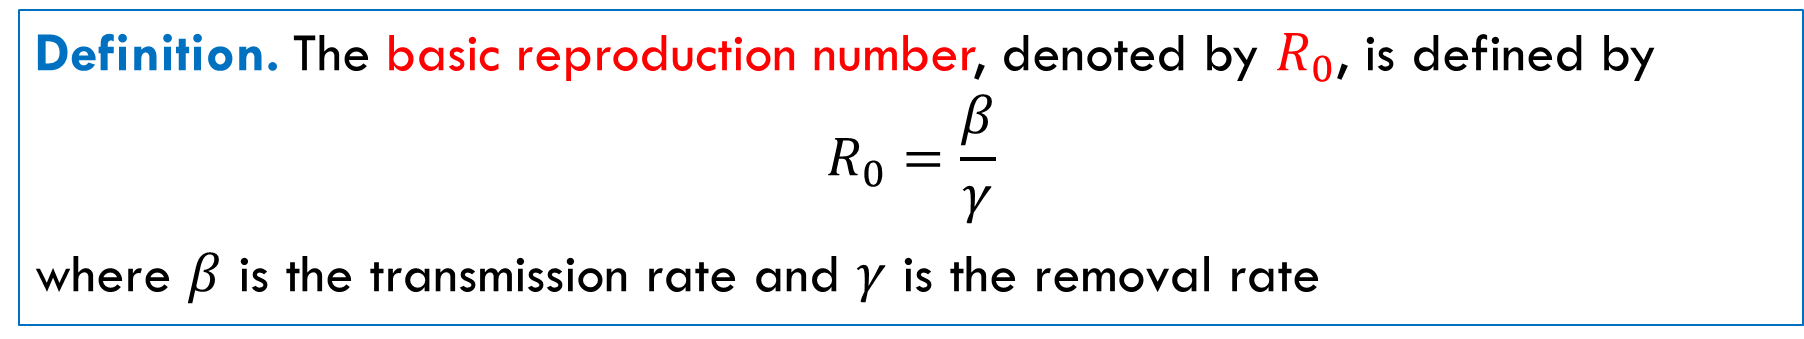 Definition. The basic reproduction number, denoted by R₀, is defined by
R₀ = β/γ
where β is the transmission rate and γ is the removal rate